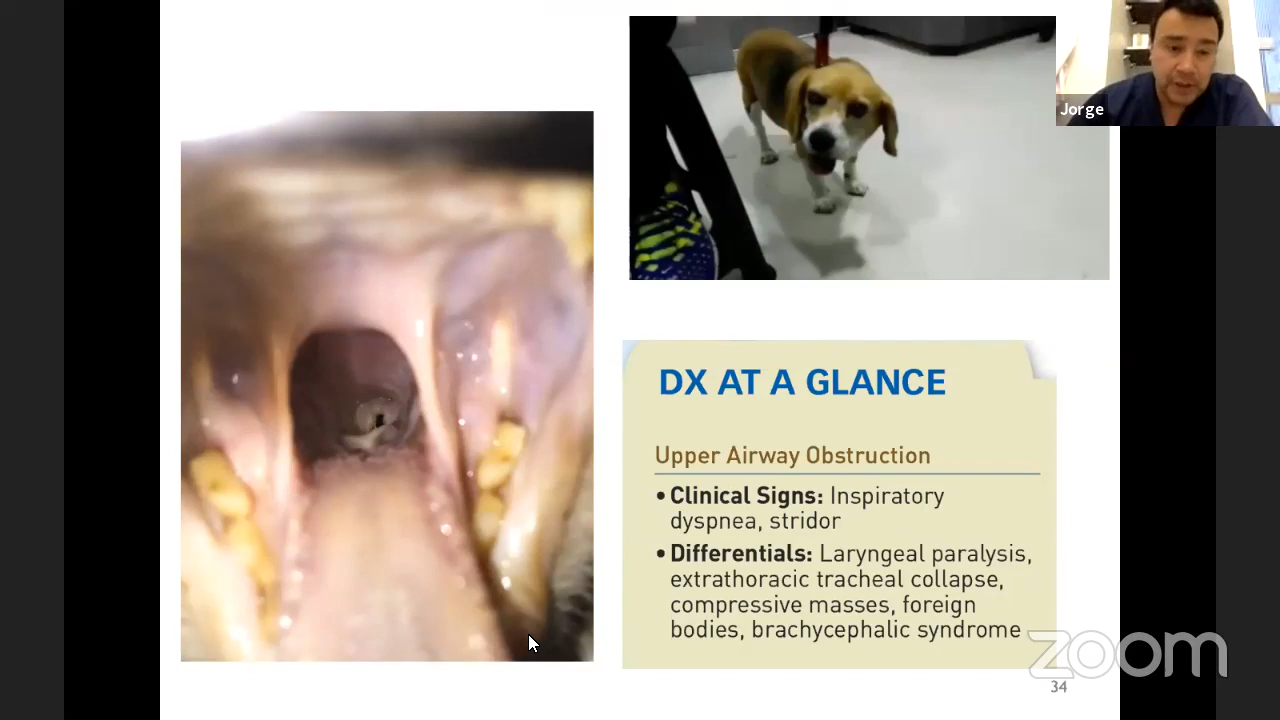 Jorge
DX AT A GLANCE
Upper Airway Obstruction
•Clinical Signs: Inspiratory
dyspnea, stridor
•Differentials: Laryngeal paralysis,
extrathoracic tracheal collapse,
compressive masses, foreign
bodies, brachycephalic syndrome
zoom
34